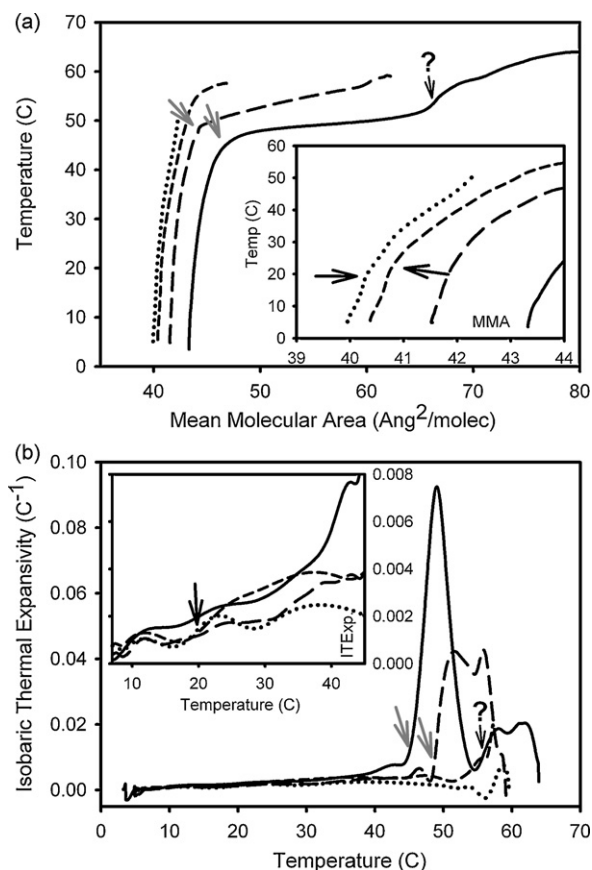 (a)
70
60
50
40
30
20
10
0
Temperature (C)
?
60
50
40
30
20
10
0
Temp (C)
MMA
39 40 41 42 43 44
40 50 60 70 80
Mean Molecular Area (Ang²/molec)
(b)
0.10
0.08
0.06
0.04
0.02
0.00
Isobaric Thermal Expansivity (C⁻¹)
0.008
0.006
0.004
0.002
0.000
ITExp
10 20 30 40
Temperature (C)
?
0 10 20 30 40 50 60 70
Temperature (C)